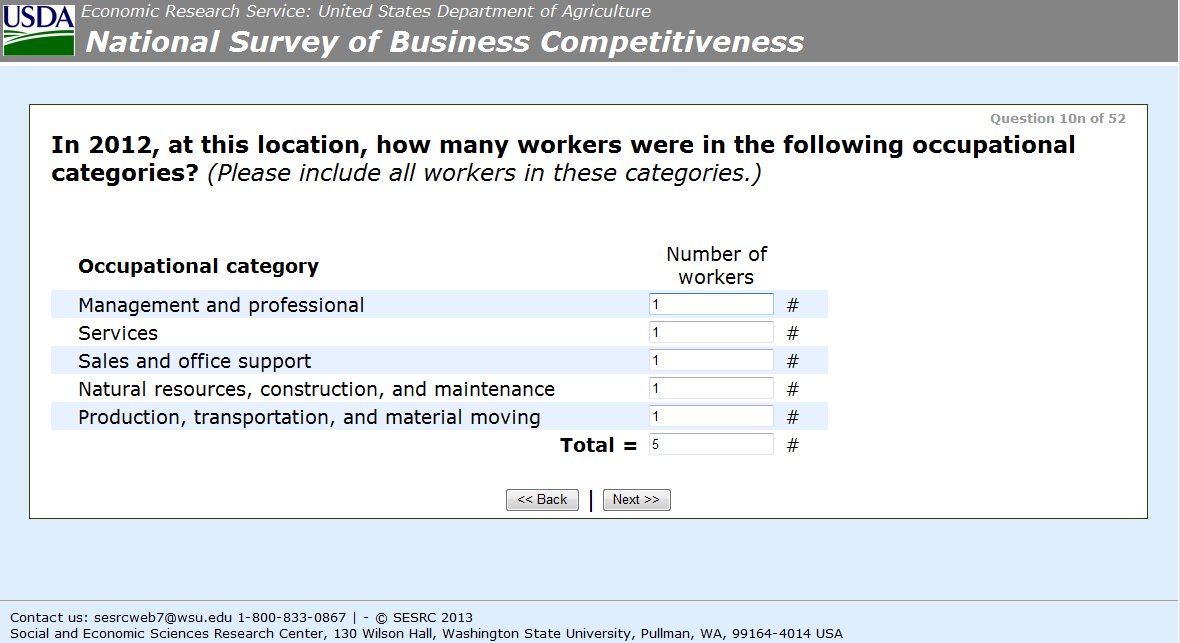 USDA
Economic Research Service: United States Department of Agriculture
National Survey of Business Competitiveness
Question 10n of 52
In 2012, at this location, how many workers were in the following occupational
categories? (Please include all workers in these categories.)
Occupational category Number of
workers
Management and professional 1 #
Services 1 #
Sales and office support 1 #
Natural resources, construction, and maintenance 1 #
Production, transportation, and material moving 1 #
Total = 5 #
<< Back | Next >>
Contact us: sesrcweb7@wsu.edu 1-800-833-0867 | - © SESRC 2013
Social and Economic Sciences Research Center, 130 Wilson Hall, Washington State University, Pullman, WA, 99164-4014 USA